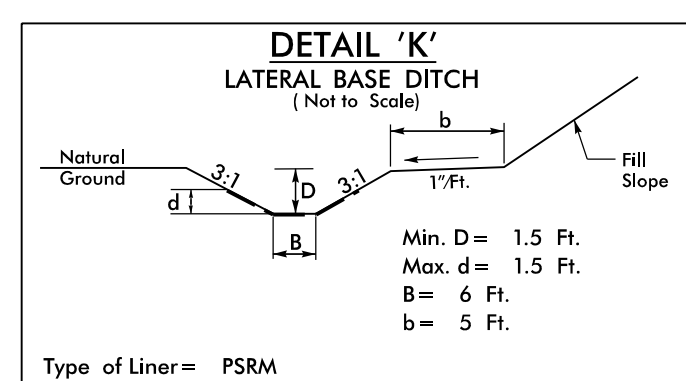 DETAIL 'K'
LATERAL BASE DITCH
( Not to Scale)
b
Natural
Ground
3:1
D
3:1
1"/Ft.
Fill
Slope
d
B
Min. D= 1.5 Ft.
Max. d= 1.5 Ft.
B= 6 Ft.
b= 5 Ft.
Type of Liner= PSRM